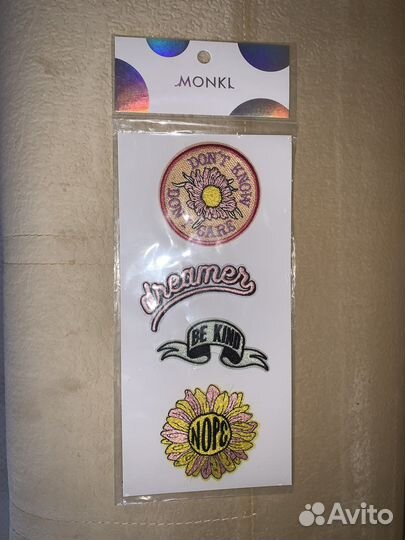 MONKI
DON'T KNOW
DON'T CARE
dreamer
BE KIND
NOPE
Avito